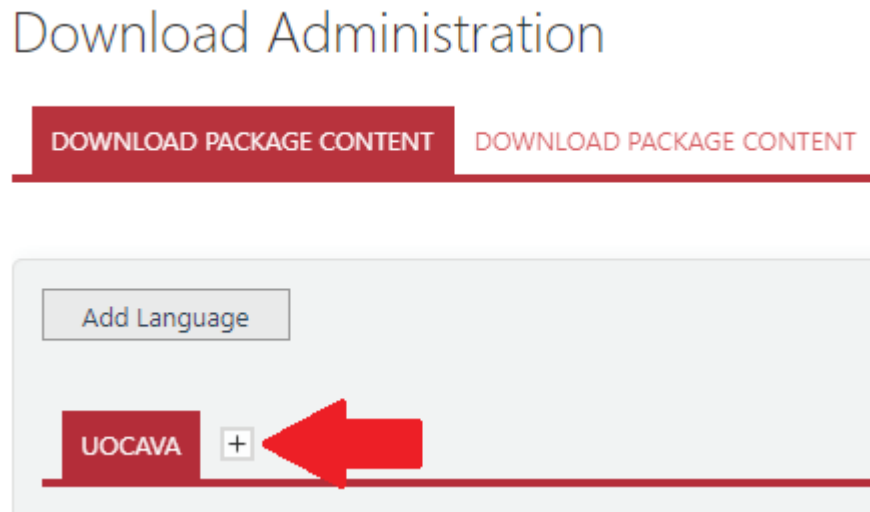 Download Administration
DOWNLOAD PACKAGE CONTENT DOWNLOAD PACKAGE CONTENT
Add Language
UOCAVA +